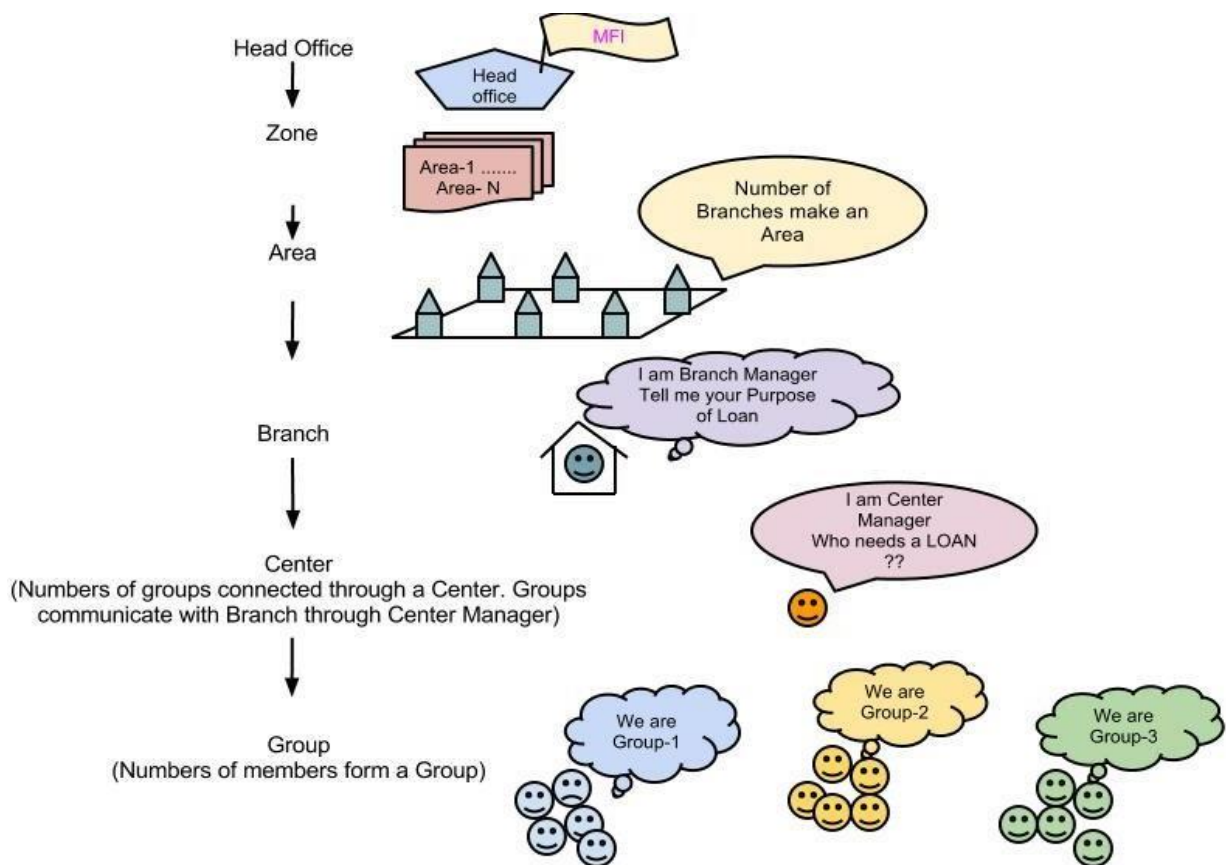 Head Office
MFI
Head
office
Zone
Area-1 .......
Area- N
Number of
Branches make an
Area
Area
I am Branch Manager
Tell me your Purpose
of Loan
Branch
I am Center
Manager
Who needs a LOAN
??
Center
(Numbers of groups connected through a Center. Groups
communicate with Branch through Center Manager)
We are
Group-1
We are
Group-2
We are
Group-3
Group
(Numbers of members form a Group)